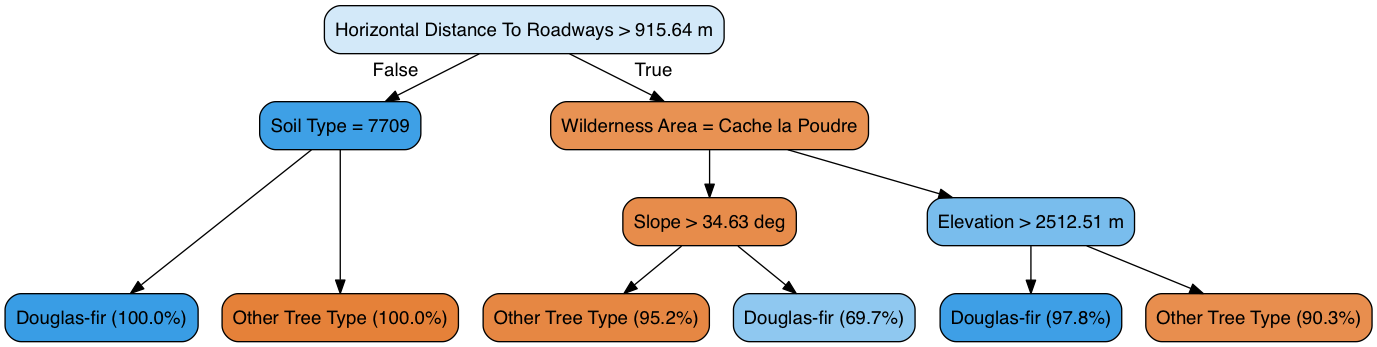 Horizontal Distance To Roadways > 915.64 m
False
True
Soil Type = 7709
Wilderness Area = Cache la Poudre
Slope > 34.63 deg
Elevation > 2512.51 m
Douglas-fir (100.0%)
Other Tree Type (100.0%)
Other Tree Type (95.2%)
Douglas-fir (69.7%)
Douglas-fir (97.8%)
Other Tree Type (90.3%)